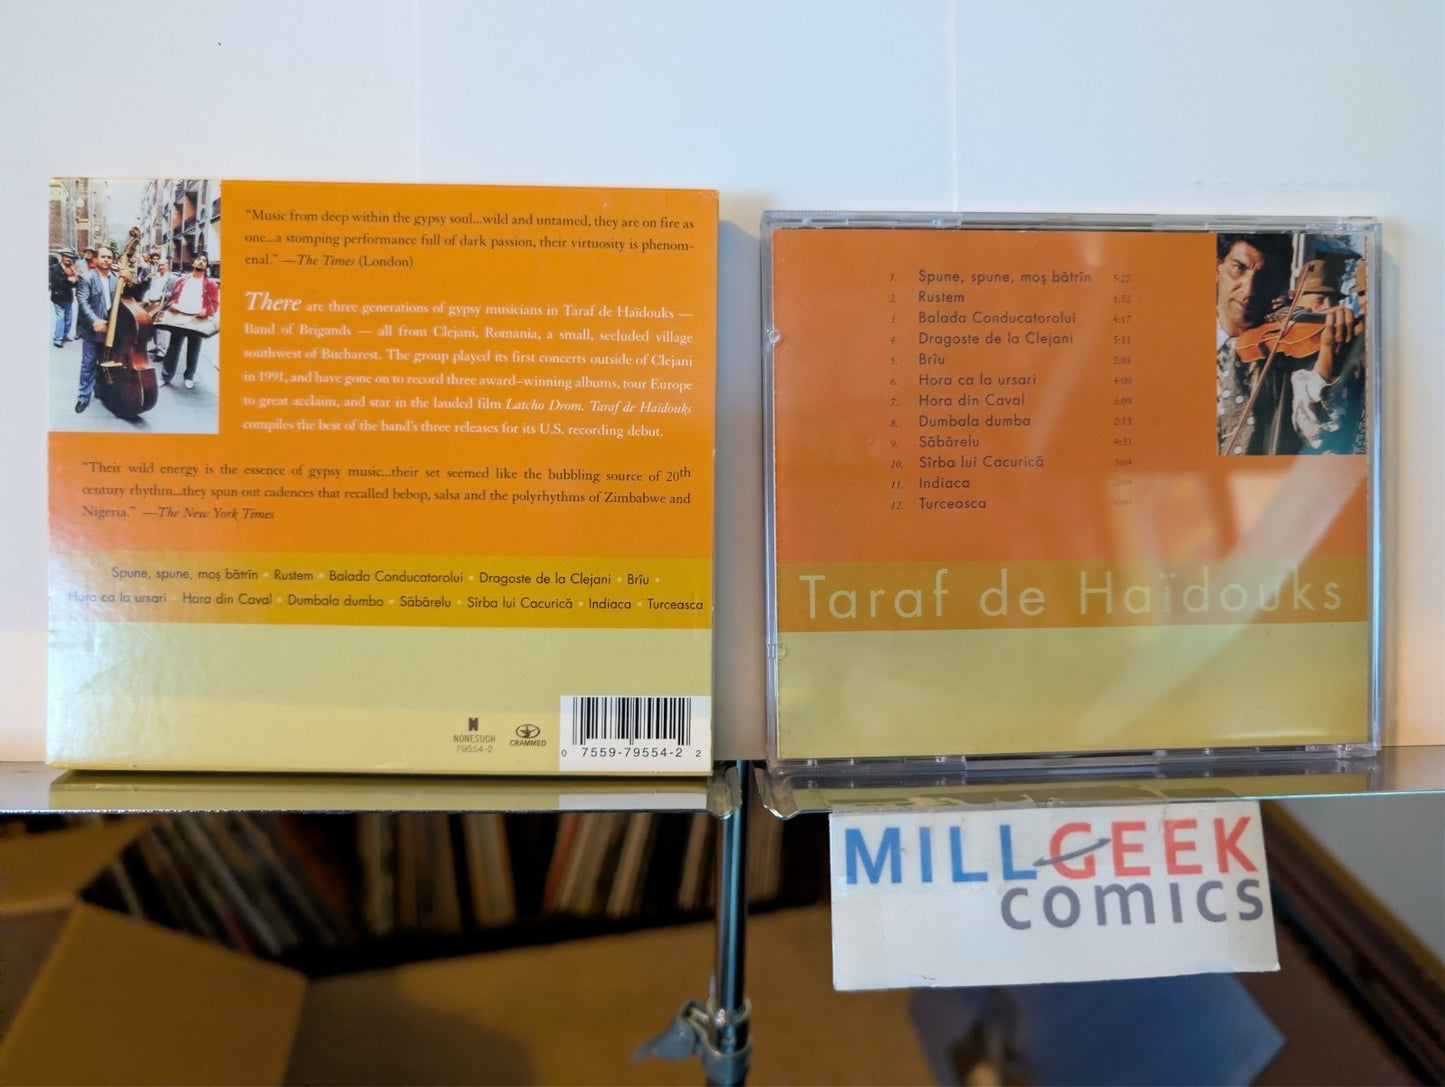 “Music from deep within the gypsy soul...wild and untamed, they are on fire as
one...a stomping performance full of dark passion, their virtuosity is phenom-
enal.” —The Times (London)
There are three generations of gypsy musicians in Taraf de Haïdouks —
Band of Brigands — all from Clejani, Romania, a small, secluded village
southwest of Bucharest. The group played its first concerts outside of Clejani
in 1991, and have gone on to record three award–winning albums, tour Europe
to great acclaim, and star in the lauded film Latcho Drom. Taraf de Haïdouks
compiles the best of the band's three releases for its U.S. recording debut.
“Their wild energy is the essence of gypsy music...their set seemed like the bubbling source of 20th
century rhythm...they spun out cadences that recalled bebop, salsa and the polyrhythms of Zimbabwe and
Nigeria.” —The New York Times
Spune, spune, moş bătrîn • Rustem • Balada Conducatorolui • Dragoste de la Clejani • Brîu •
Hora ca la ursari • Hora din Caval • Dumbala dumba • Săbărelu • Sîrba lui Cacurică • Indiaca • Turceasca
N
NONESUCH
79554-2
CRAMMED
0 7559-79554-2 2
1. Spune, spune, moş bătrîn 5:27
2. Rustem 1:52
3. Balada Conducatorolui 4:17
4. Dragoste de la Clejani 5:11
5. Brîu 2:01
6. Hora ca la ursari 4:00
7. Hora din Caval 3:09
8. Dumbala dumba 2:13
9. Săbărelu 4:33
10. Sîrba lui Cacurică 3:04
11. Indiaca
12. Turceasca
Taraf de Haïdouks
MILLGEEK
comics